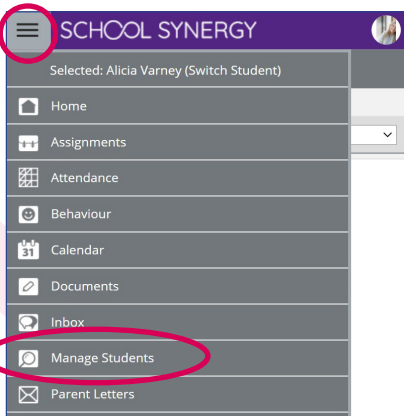 SCHOOL SYNERGY
Selected: Alicia Varney (Switch Student)
Home
Assignments
Attendance
Behaviour
31 Calendar
Documents
Inbox
Manage Students
Parent Letters